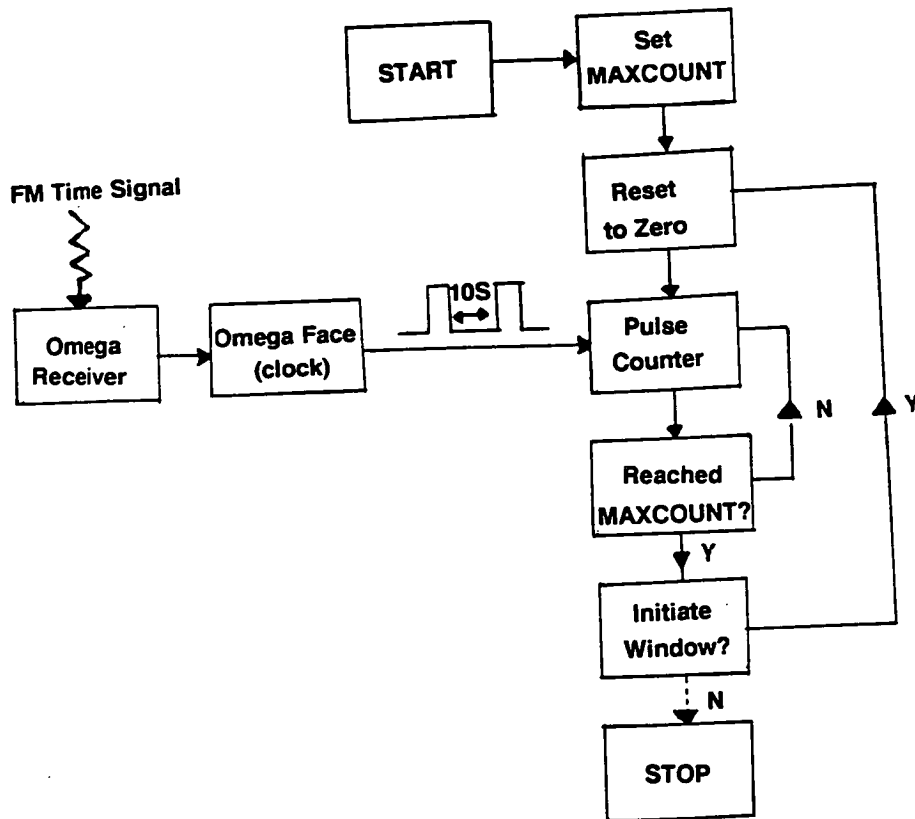 START
Set
MAXCOUNT
Reset
to Zero
FM Time Signal
Omega
Receiver
Omega Face
(clock)
10S
Pulse
Counter
N
Y
Reached
MAXCOUNT?
Y
Initiate
Window?
N
STOP